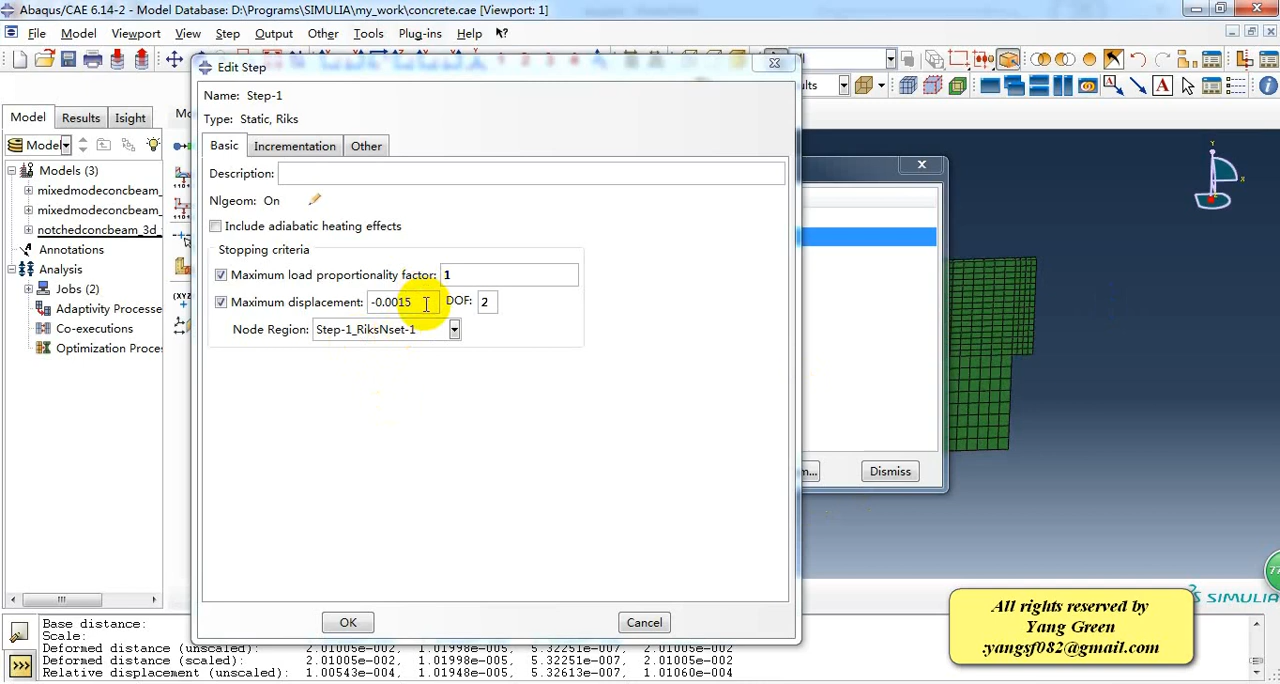 Abaqus/CAE 6.14-2 - Model Database: D:\Programs\SIMULIA\my_work\concrete.cae [Viewport: 1]
File Model Viewport View Step Output Other Tools Plug-ins Help
Edit Step
Name: Step-1
Type: Static, Riks
Model Results Isight
Basic Incrementation Other
Model
Description:
Models (3)
mixedmodeconcbeam_
Nlgeom: On
mixedmodeconcbeam_
Include adiabatic heating effects
notchedconcbeam_3d_
Annotations
Stopping criteria
Analysis
Maximum load proportionality factor: 1
Jobs (2)
Maximum displacement: -0.0015 DOF: 2
Adaptivity Processe
Co-executions
Node Region: Step-1_RiksNset-1
Optimization Proce
m... Dismiss
OK Cancel
SIMULIA
All rights reserved by
Yang Green
:yangsf082@gmail.com
Base distance:
Scale:
Deformed distance (unscaled): 2.01005e-002, 1.01998e-005, 5.32251e-007, 2.01005e-002
Deformed distance (scaled): 2.01005e-002, 1.01998e-005, 5.32251e-007, 2.01005e-002
Relative displacement (unscaled): 1.00543e-004, 1.01998e-005, 5.32613e-007, 1.01060e-004